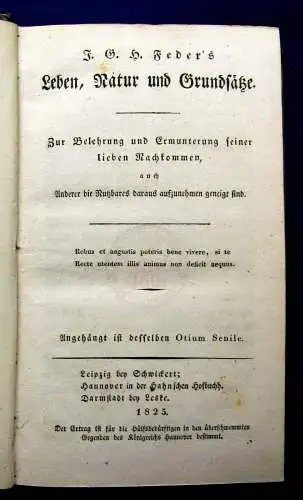 J. G. H. Feder's
Leben, Natur und Grundsätze.
Zur Belehrung und Ermunterung seiner
lieben Nachkommen,
auch
Anderer die Nutzbares daraus aufzunehmen geneigt sind.
Rebus et angustis poteris bene vivere, si te
Recte utentem illis animus non deficit aequus.
Angehängt ist desselben Otium Senile.
Leipzig bey Schwickert;
Hannover in der Hahnschen Hofbuchh.
Darmstadt bey Leske.
1825.
Der Ertrag ist für die Hülfsbedürftigen in den überschwemmten
Gegenden des Königreichs Hannover bestimmt.